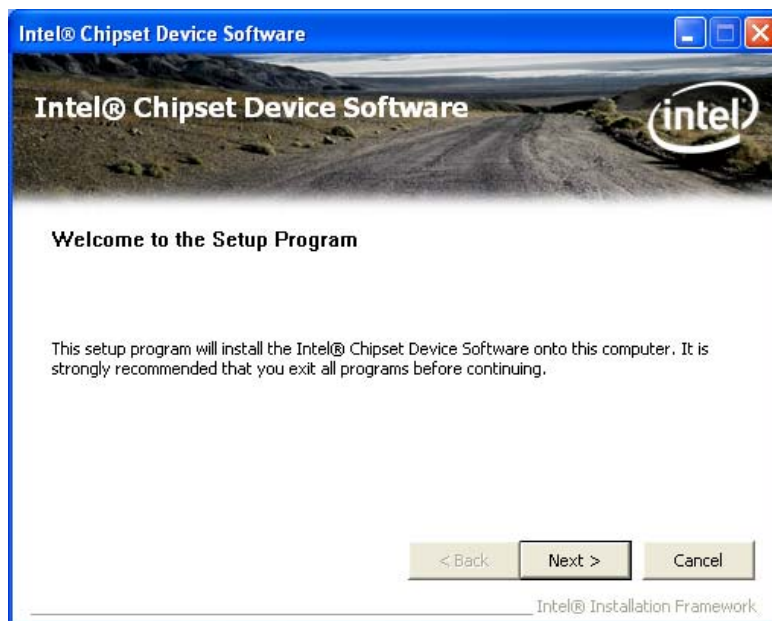 Intel® Chipset Device Software
Intel® Chipset Device Software
intel
Welcome to the Setup Program
This setup program will install the Intel® Chipset Device Software onto this computer. It is
strongly recommended that you exit all programs before continuing.
< Back
Next >
Cancel
Intel® Installation Framework